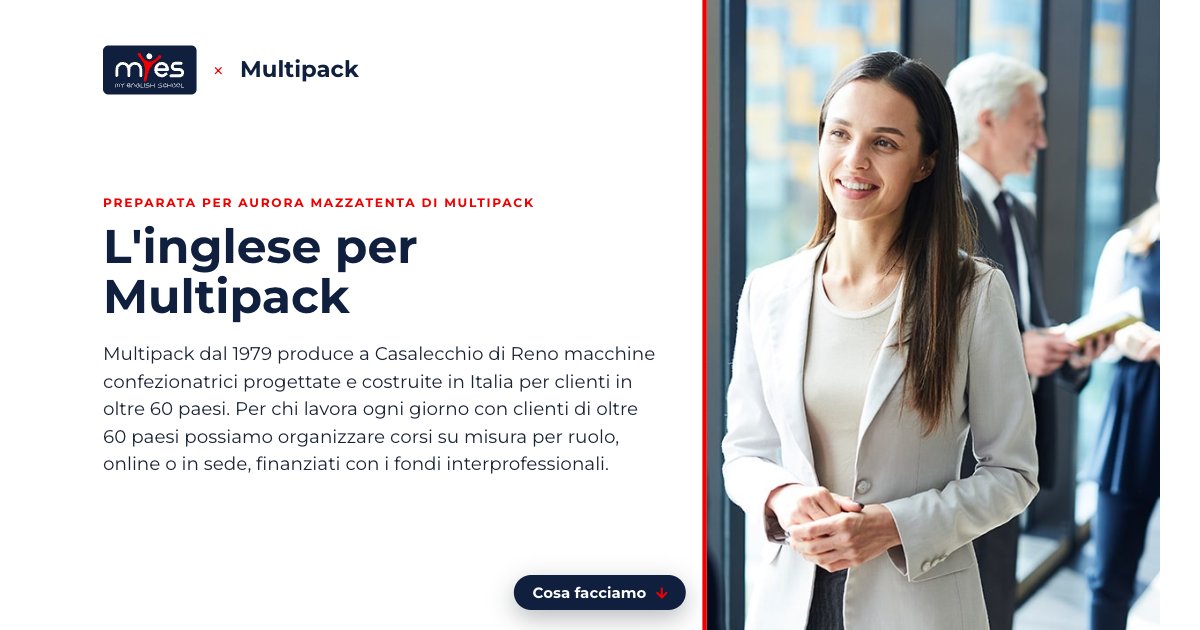 myes
MY ENGLISH SCHOOL
× Multipack
PREPARATA PER AURORA MAZZATENTA DI MULTIPACK
L'inglese per
Multipack
Multipack dal 1979 produce a Casalecchio di Reno macchine
confezionatrici progettate e costruite in Italia per clienti in
oltre 60 paesi. Per chi lavora ogni giorno con clienti di oltre
60 paesi possiamo organizzare corsi su misura per ruolo,
online o in sede, finanziati con i fondi interprofessionali.
Cosa facciamo ↓